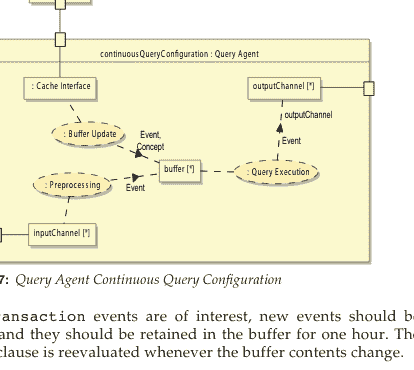 continuousQueryConfiguration : Query Agent
: Cache Interface
outputChannel [*]
outputChannel
: Buffer Update
Event,
Concept
Event
buffer [*]
: Query Execution
: Preprocessing
Event
inputChannel [*]
7: Query Agent Continuous Query Configuration
ansaction events are of interest, new events should be
and they should be retained in the buffer for one hour. The
clause is reevaluated whenever the buffer contents change.